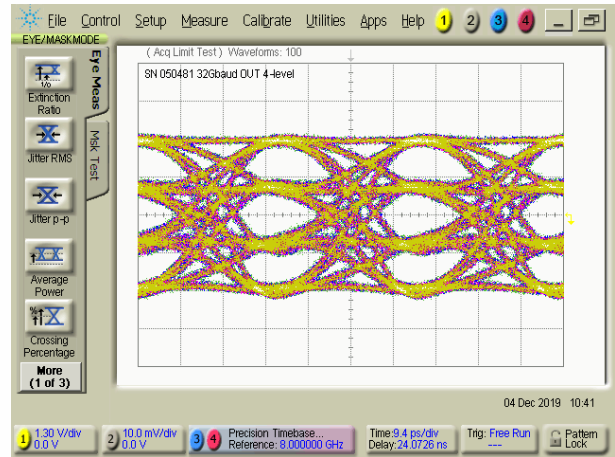 File Control Setup Measure Calibrate Utilities Apps Help 1 2 3 4
EYE/MASKMODE
Eye Meas
Msk Test
Extinction
Ratio
Jitter RMS
Jitter p-p
Average
Power
Crossing
Percentage
More
(1 of 3)
( Acq Limit Test ) Waveforms: 100
SN 050481 32Gbaud OUT 4-level
04 Dec 2019 10:41
1 1.30 V/div
0.0 V
2 10.0 mV/div
0.0 V
3 4 Precision Timebase...
Reference: 8.000000 GHz
Time:9.4 ps/div
Delay:24.0726 ns
Trig: Free Run
---
Pattern
Lock